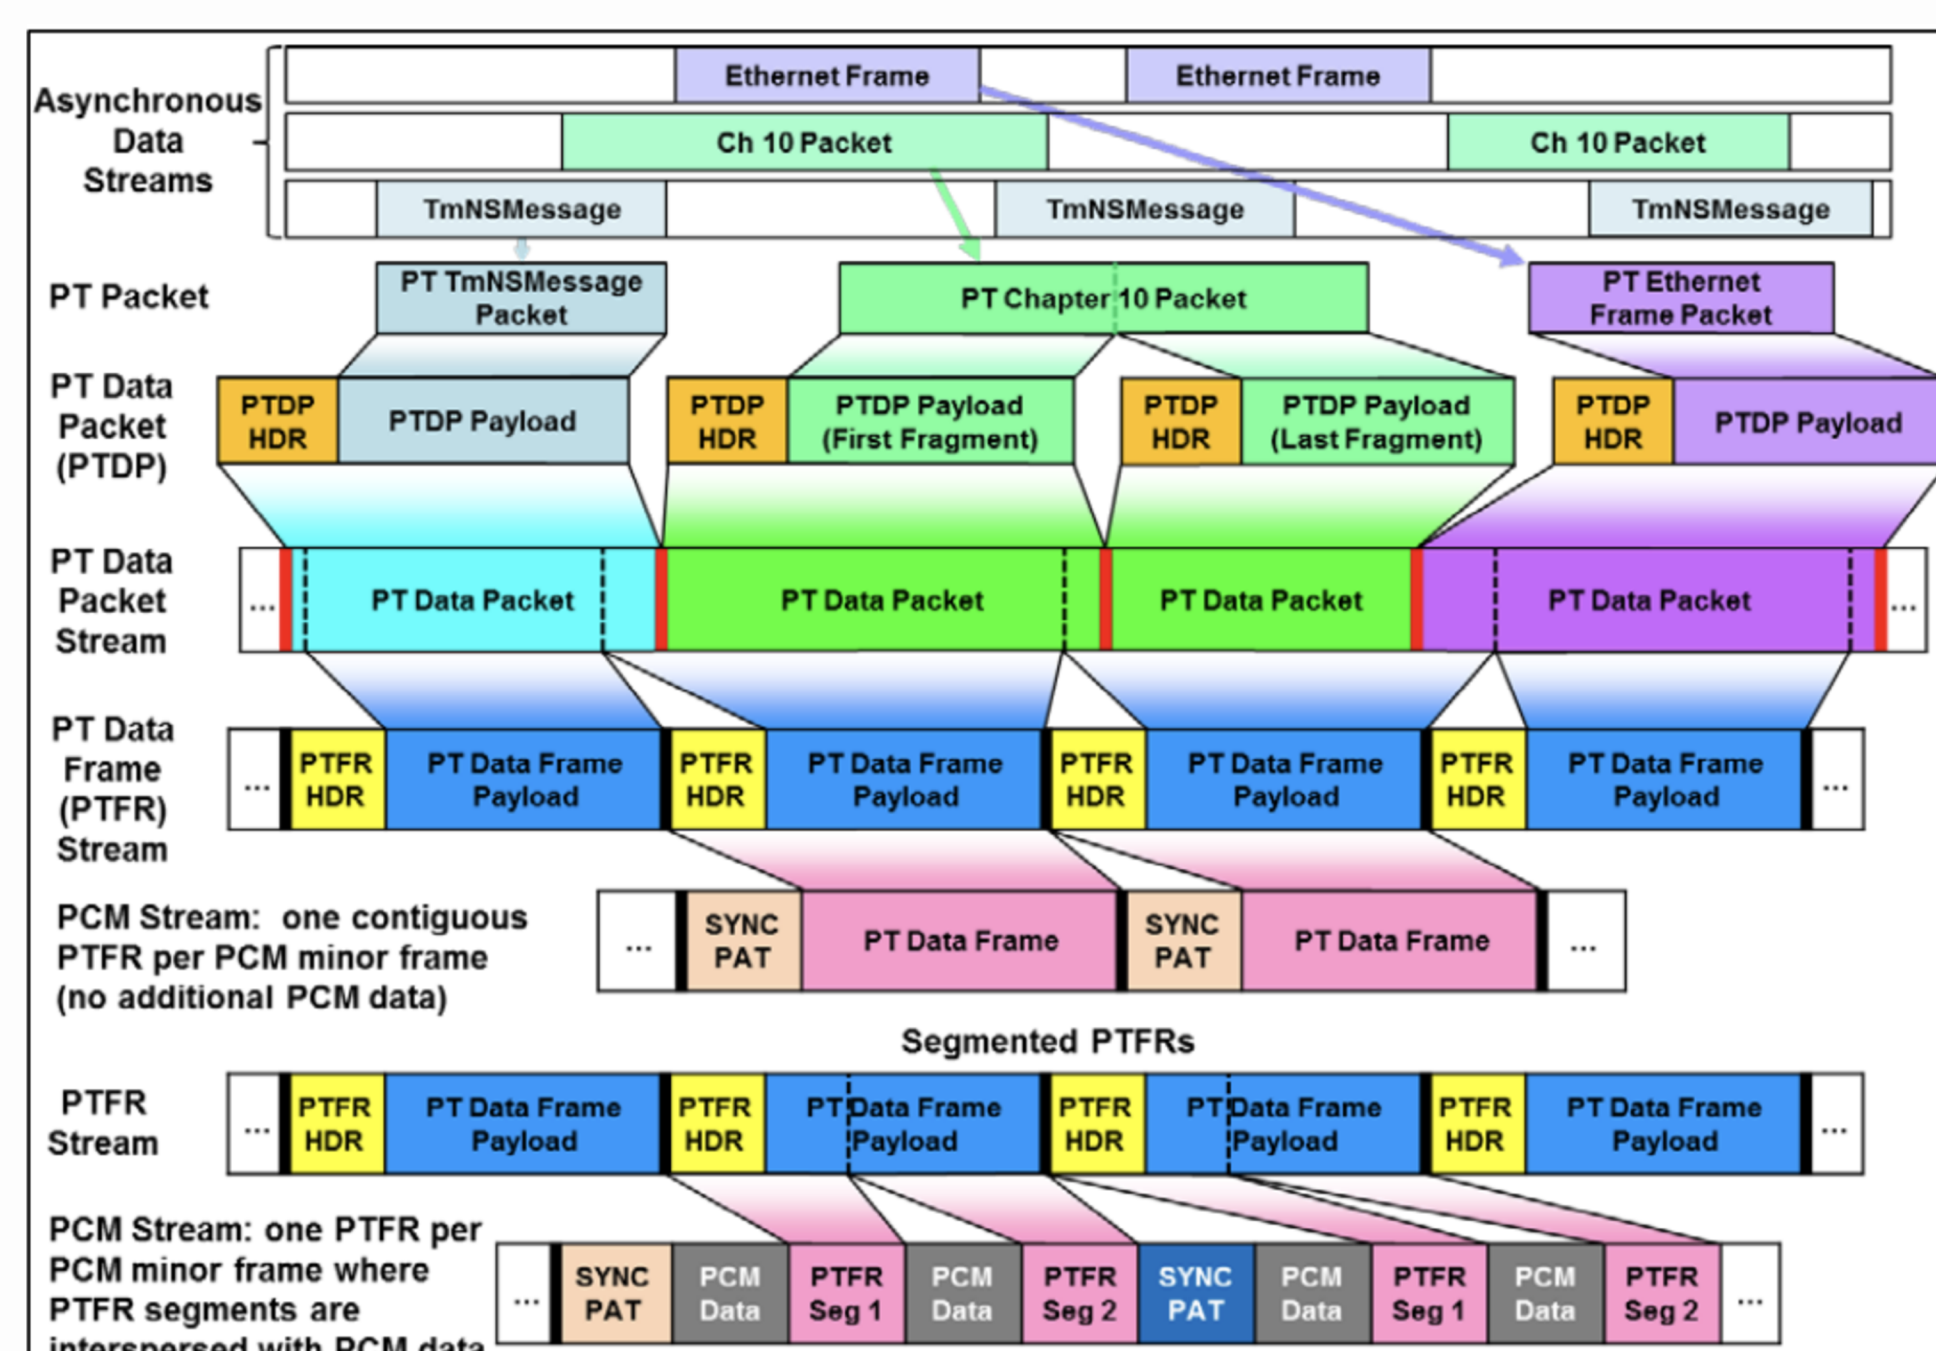 Asynchronous
Data
Streams
Ethernet Frame
Ethernet Frame
Ch 10 Packet
Ch 10 Packet
TmNSMessage
TmNSMessage
TmNSMessage
PT Packet
PT TmNSMessage
Packet
PT Chapter 10 Packet
PT Ethernet
Frame Packet
PT Data
Packet
(PTDP)
PTDP
HDR
PTDP Payload
PTDP
HDR
PTDP Payload
(First Fragment)
PTDP
HDR
PTDP Payload
(Last Fragment)
PTDP
HDR
PTDP Payload
PT Data
Packet
Stream
...
PT Data Packet
PT Data Packet
PT Data Packet
PT Data Packet
...
PT Data
Frame
(PTFR)
Stream
...
PTFR
HDR
PT Data Frame
Payload
PTFR
HDR
PT Data Frame
Payload
PTFR
HDR
PT Data Frame
Payload
PTFR
HDR
PT Data Frame
Payload
...
PCM Stream: one contiguous
PTFR per PCM minor frame
(no additional PCM data)
...
SYNC
PAT
PT Data Frame
SYNC
PAT
PT Data Frame
...
Segmented PTFRs
PTFR
Stream
...
PTFR
HDR
PT Data Frame
Payload
PTFR
HDR
PT Data Frame
Payload
PTFR
HDR
PT Data Frame
Payload
PTFR
HDR
PT Data Frame
Payload
...
PCM Stream: one PTFR per
PCM minor frame where
PTFR segments are
interspersed with PCM data
...
SYNC
PAT
PCM
Data
PTFR
Seg 1
PCM
Data
PTFR
Seg 2
SYNC
PAT
PCM
Data
PTFR
Seg 1
PCM
Data
PTFR
Seg 2
...